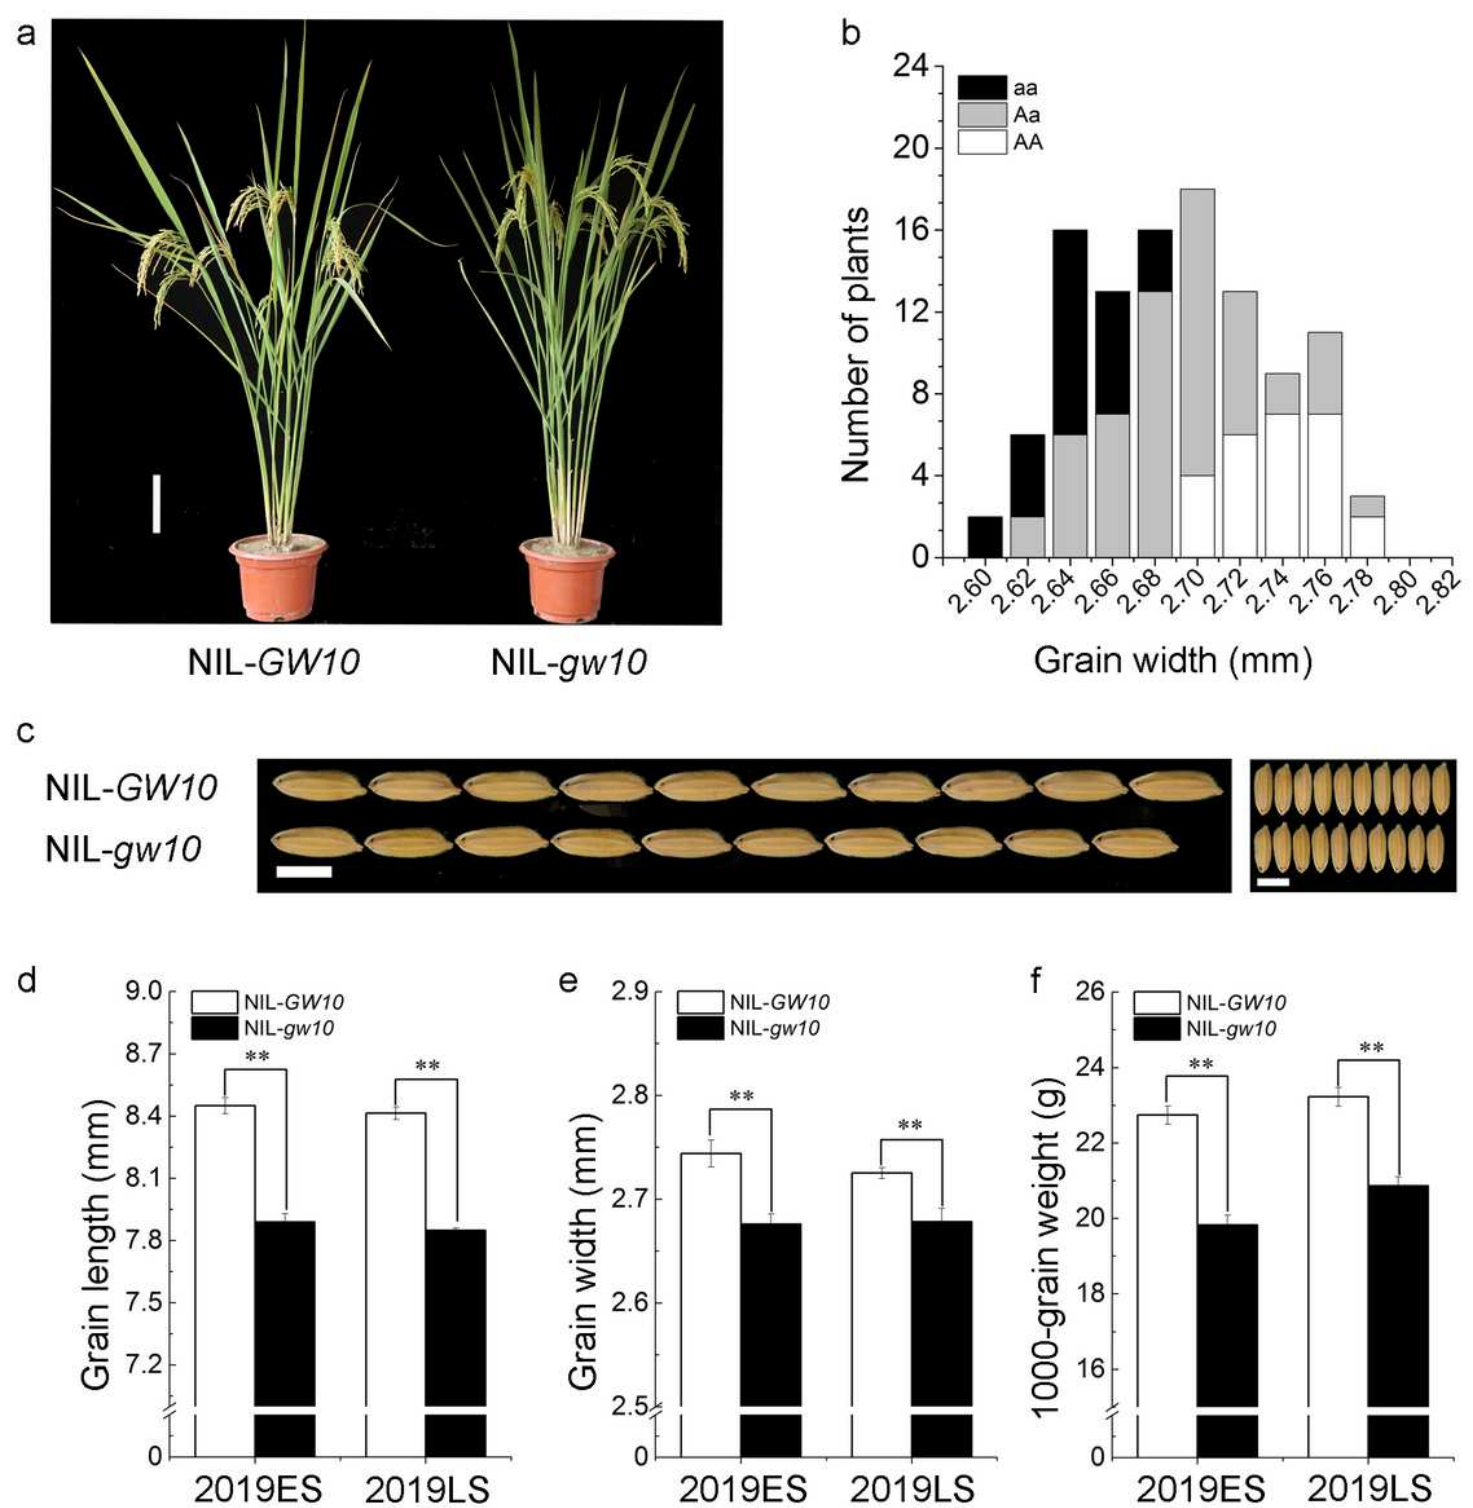 a
NIL-GW10
NIL-gw10
b
24
20
16
12
8
4
0
Number of plants
aa
Aa
AA
2.60
2.62
2.64
2.66
2.68
2.70
2.72
2.74
2.76
2.78
2.80
2.82
Grain width (mm)
c
NIL-GW10
NIL-gw10
d
9.0
8.7
8.4
8.1
7.8
7.5
7.2
0
Grain length (mm)
NIL-GW10
NIL-gw10
**
**
2019ES
2019LS
e
2.9
2.8
2.7
2.6
2.5
0
Grain width (mm)
NIL-GW10
NIL-gw10
**
**
2019ES
2019LS
f
26
24
22
20
18
16
0
1000-grain weight (g)
NIL-GW10
NIL-gw10
**
**
2019ES
2019LS